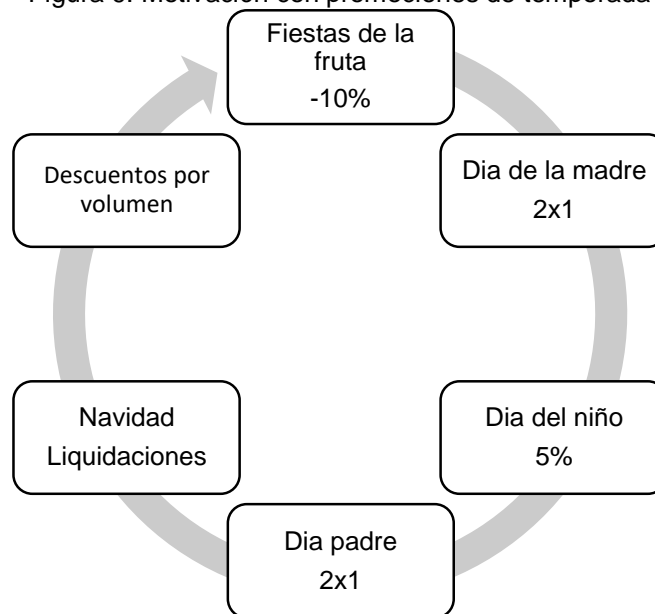 Motivación con promociones de temporada
Fiestas de la
fruta
-10%
Dia de la madre
2x1
Dia del niño
5%
Dia padre
2x1
Navidad
Liquidaciones
Descuentos por
volumen